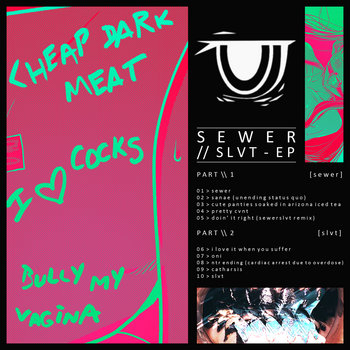 CHEAP DARK
MEAT
I ♡ COCKS
BULLY MY
VAGINA
SEWER
// SLVT - EP
PART \\ 1 [sewer]
01 > sewer
02 > sanae (unending status quo)
03 > cute panties soaked in arizona iced tea
04 > pretty cvnt
05 > doin' it right (sewerslvt remix)
PART \\ 2 [slvt]
06 > i love it when you suffer
07 > oni
08 > ntr ending (cardiac arrest due to overdose)
09 > catharsis
10 > slvt